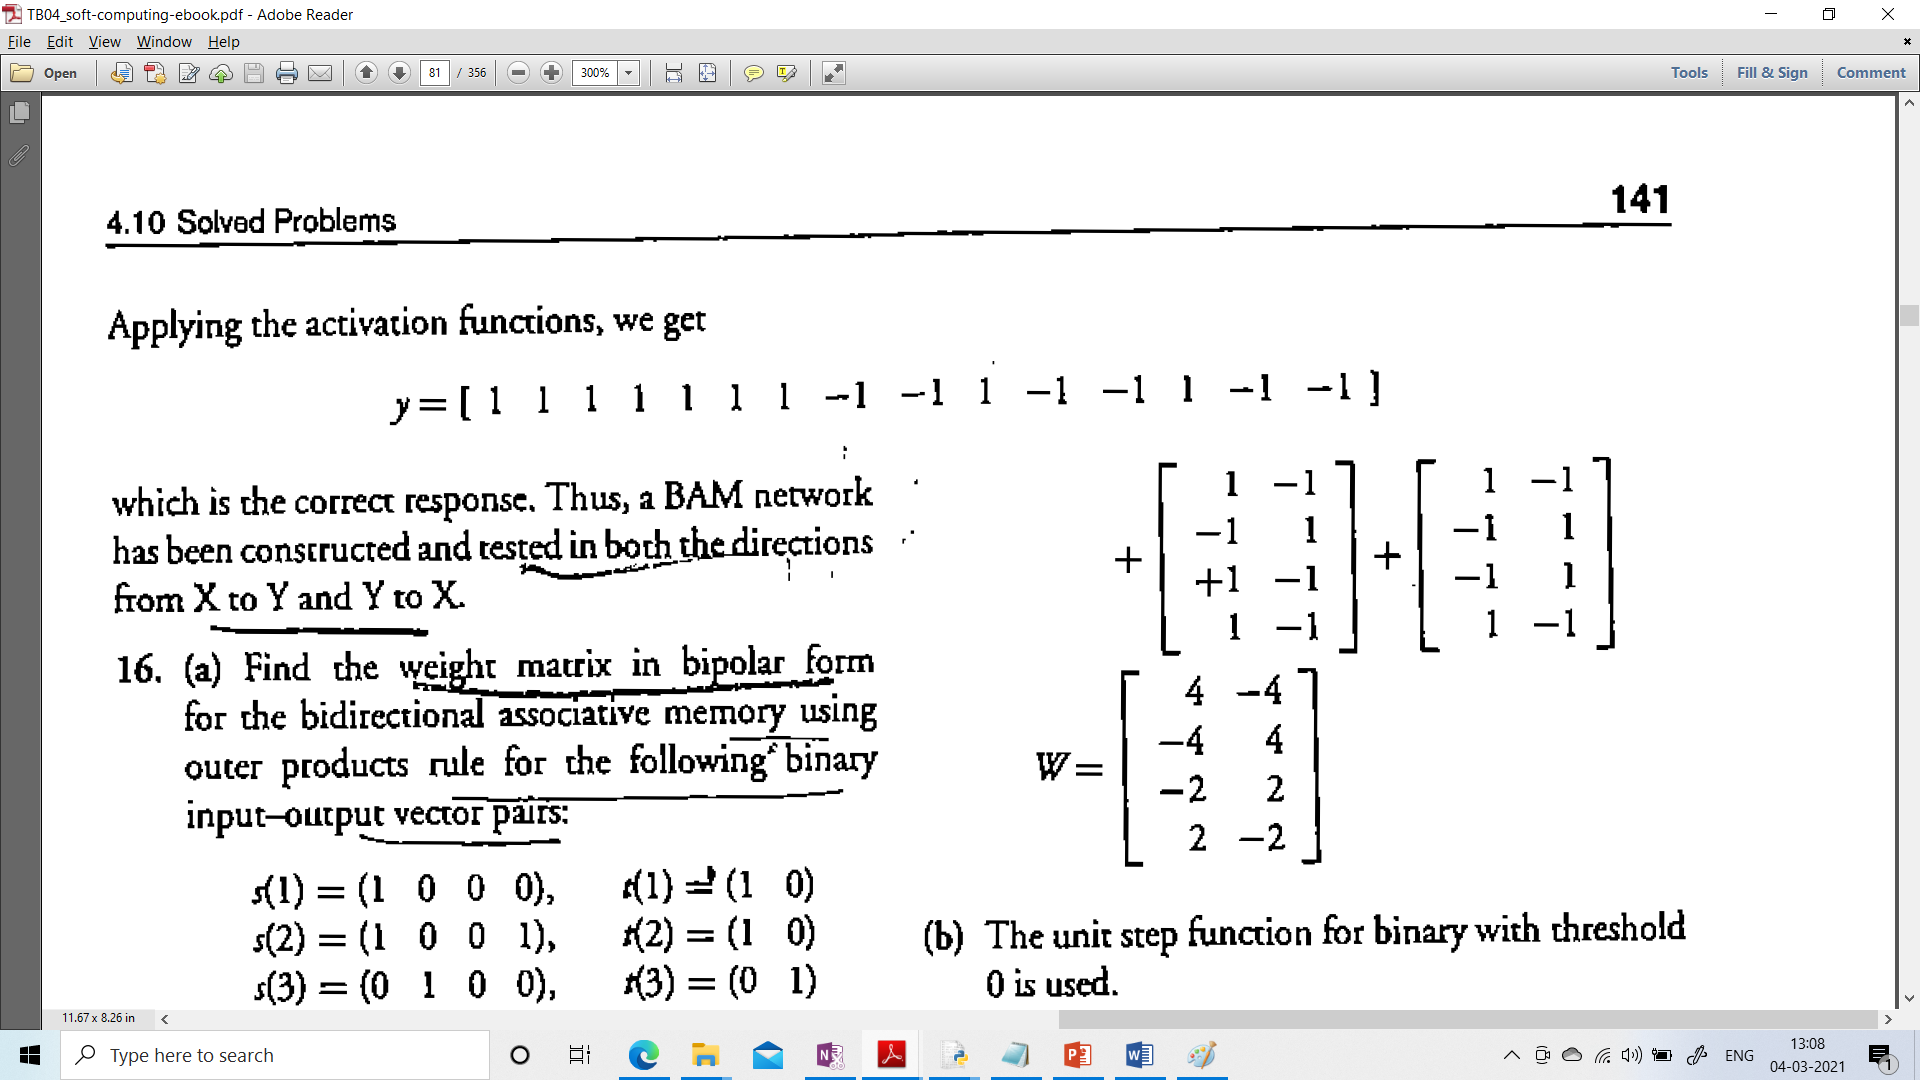 TB04_soft-computing-ebook.pdf - Adobe Reader
File Edit View Window Help
Open 81 / 356 300% Tools Fill & Sign Comment
4.10 Solved Problems 141
Applying the activation functions, we get
y = [ 1 1 1 1 1 1 1 −1 −1 1 −1 −1 1 −1 −1 ]
which is the correct response. Thus, a BAM network
has been constructed and tested in both the directions
from X to Y and Y to X.
16. (a) Find the weight matrix in bipolar form
for the bidirectional associative memory using
outer products rule for the following binary
input–output vector pairs:
s(1) = (1 0 0 0), t(1) = (1 0)
s(2) = (1 0 0 1), t(2) = (1 0)
s(3) = (0 1 0 0), t(3) = (0 1)
+ [ 1 −1 ] + [ 1 −1 ]
−1 1 −1 1
+1 −1 −1 1
1 −1 1 −1
W = [ 4 −4 ]
−4 4
−2 2
2 −2
(b) The unit step function for binary with threshold
0 is used.
11.67 x 8.26 in
Type here to search
ENG
13:08
04-03-2021
1